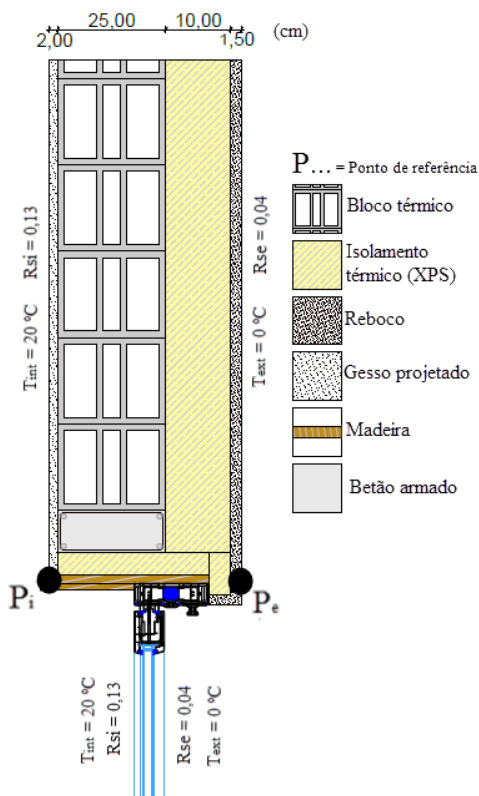 25,00 10,00 (cm)
2,00 1,50
Rsi = 0,13
Tint = 20 ºC
Rse = 0,04
Text = 0 ºC
P... = Ponto de referência
Bloco térmico
Isolamento
térmico (XPS)
Reboco
Gesso projetado
Madeira
Betão armado
Pi
Pe
Tint = 20 ºC
Rsi = 0,13
Rse = 0,04
Text = 0 ºC